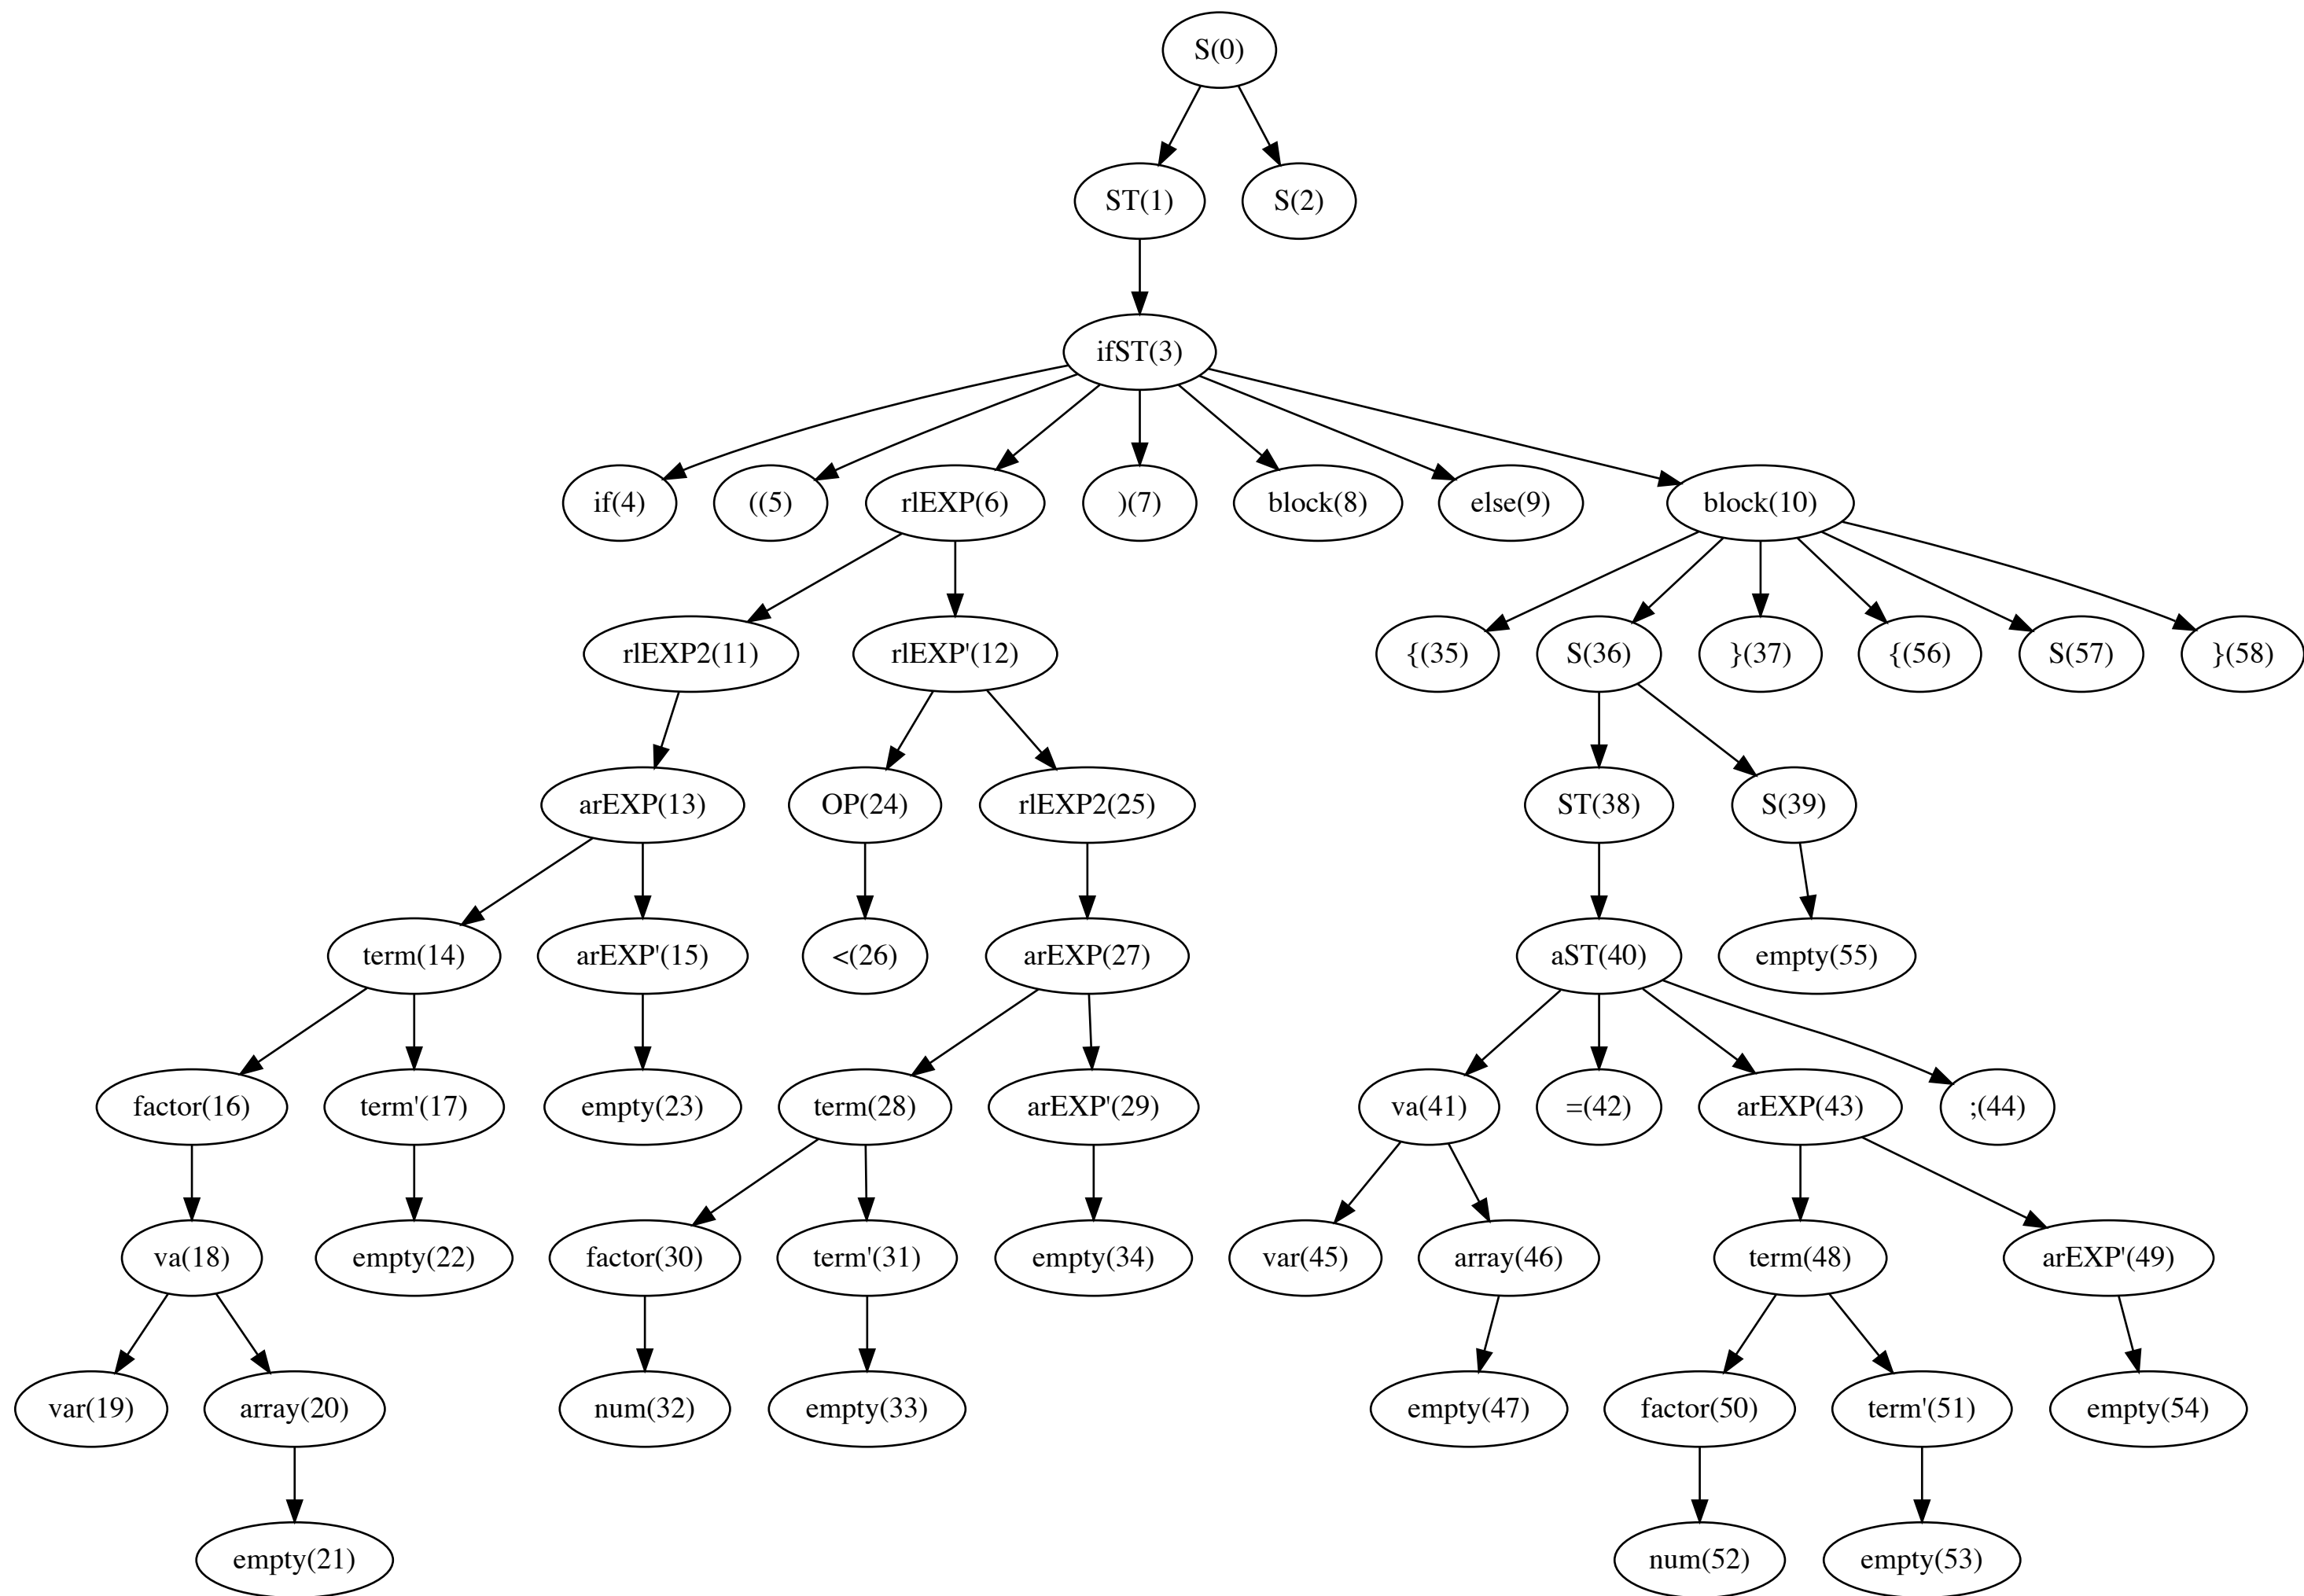 S(0)
ST(1) S(2)
ifST(3)
if(4) ((5) rlEXP(6) )(7) block(8) else(9) block(10)
rlEXP2(11) rlEXP'(12) {(35) S(36) }(37) {(56) S(57) }(58)
arEXP(13) OP(24) rlEXP2(25) ST(38) S(39)
term(14) arEXP'(15) <(26) arEXP(27) aST(40) empty(55)
factor(16) term'(17) empty(23) term(28) arEXP'(29) va(41) =(42) arEXP(43) ;(44)
va(18) empty(22) factor(30) term'(31) empty(34) var(45) array(46) term(48) arEXP'(49)
var(19) array(20) num(32) empty(33) empty(47) factor(50) term'(51) empty(54)
empty(21) num(52) empty(53)